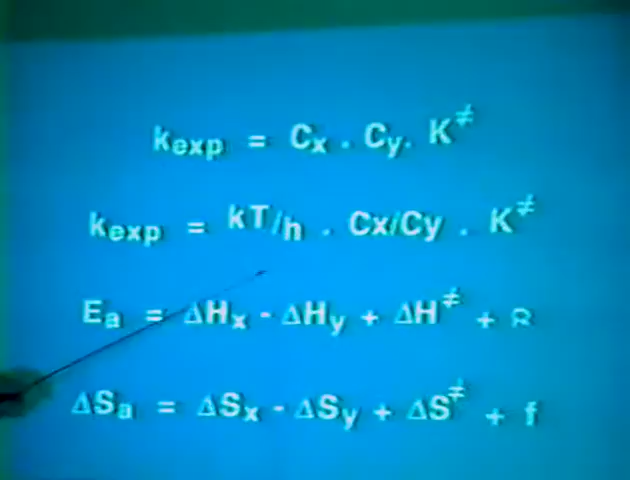 kexp = Cx . Cy. K≠
kexp = kT/h . Cx/Cy . K≠
Ea = ΔHx - ΔHy + ΔH≠ + R
ΔSa = ΔSx - ΔSy + ΔS≠ + f